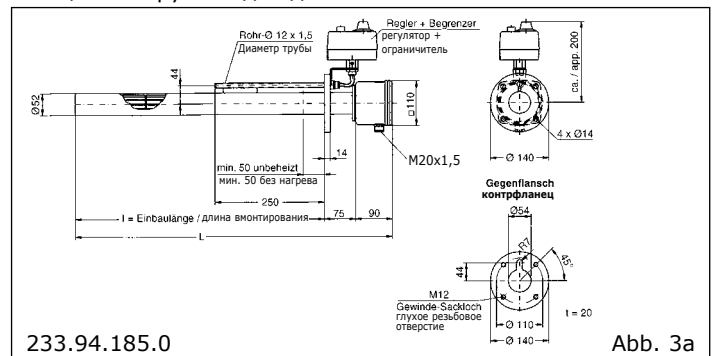 Rohr-Ø 12 x 1,5
Диаметр трубы
Regler + Begrenzer
регулятор +
ограничитель
ca. / app. 200
44
Ø52
□110
4 x Ø14
Ø 140
14
M20x1,5
min. 50 unbeheizt
мин. 50 без нагрева
250
75
90
l = Einbaulänge / длина вмонтирования
L
Gegenflansch
контрфланец
Ø54
R7
45°
44
M12
Gewinde-Sackloch
глухое резьбовое
отверстие
t = 20
Ø 110
Ø 140
233.94.185.0
Abb. 3a